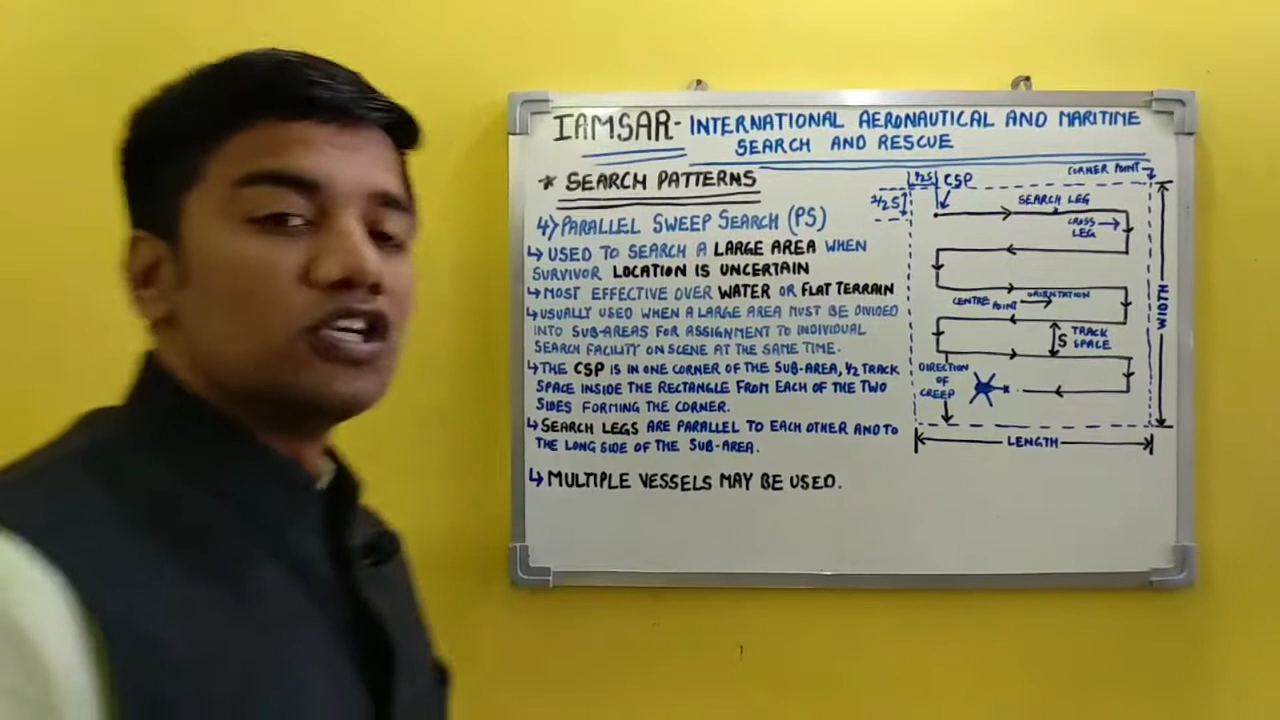 IAMSAR- INTERNATIONAL AERONAUTICAL AND MARITIME
SEARCH AND RESCUE
* SEARCH PATTERNS
4) PARALLEL SWEEP SEARCH (PS)
↳ USED TO SEARCH A LARGE AREA WHEN
SURVIVOR LOCATION IS UNCERTAIN
↳ MOST EFFECTIVE OVER WATER OR FLAT TERRAIN
↳ USUALLY USED WHEN A LARGE AREA MUST BE DIVIDED
INTO SUB-AREAS FOR ASSIGNMENT TO INDIVIDUAL
SEARCH FACILITY ON SCENE AT THE SAME TIME.
↳ THE CSP IS IN ONE CORNER OF THE SUB-AREA, 1/2 TRACK
SPACE INSIDE THE RECTANGLE FROM EACH OF THE TWO
SIDES FORMING THE CORNER.
↳ SEARCH LEGS ARE PARALLEL TO EACH OTHER AND TO
THE LONG SIDE OF THE SUB-AREA.
↳ MULTIPLE VESSELS MAY BE USED.
CORNER POINT
1/2S CSP
1/2S
SEARCH LEG
CROSS
LEG
CENTRE POINT
S TRACK
SPACE
DIRECTION
OF
CREEP
WIDTH
LENGTH